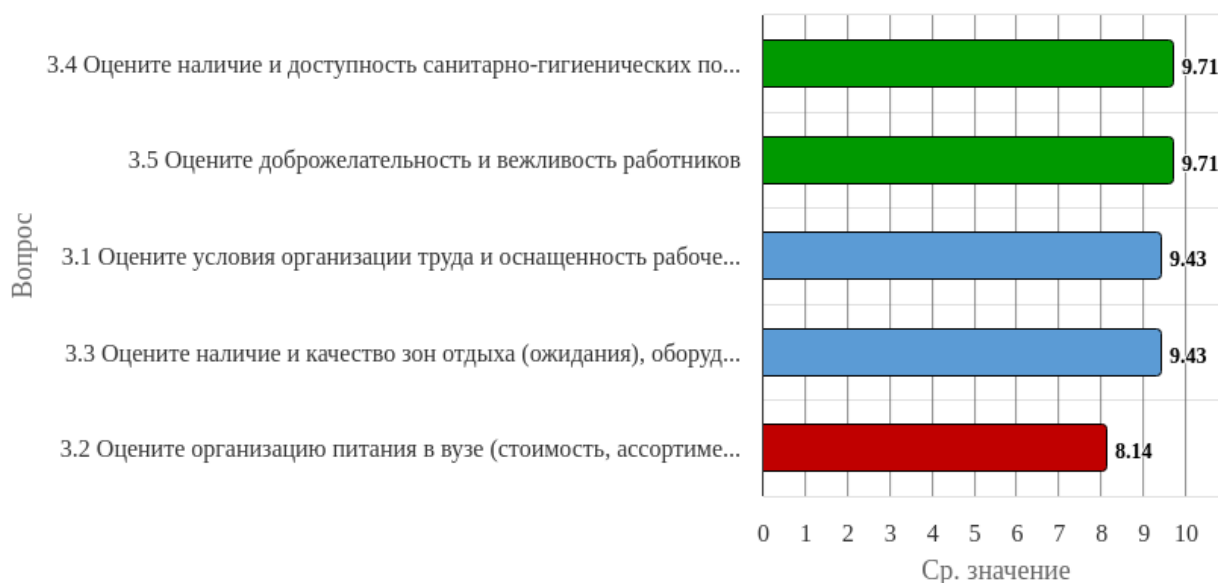 3.4 Оцените наличие и доступность санитарно-гигиенических по...
9.71
3.5 Оцените доброжелательность и вежливость работников
9.71
3.1 Оцените условия организации труда и оснащенность рабоче...
9.43
3.3 Оцените наличие и качество зон отдыха (ожидания), оборуд...
9.43
3.2 Оцените организацию питания в вузе (стоимость, ассортиме...
8.14
Вопрос
0 1 2 3 4 5 6 7 8 9 10
Ср. значение